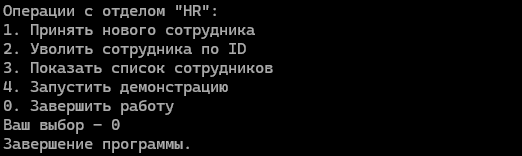 Операции с отделом "HR":
1. Принять нового сотрудника
2. Уволить сотрудника по ID
3. Показать список сотрудников
4. Запустить демонстрацию
0. Завершить работу
Ваш выбор – 0
Завершение программы.